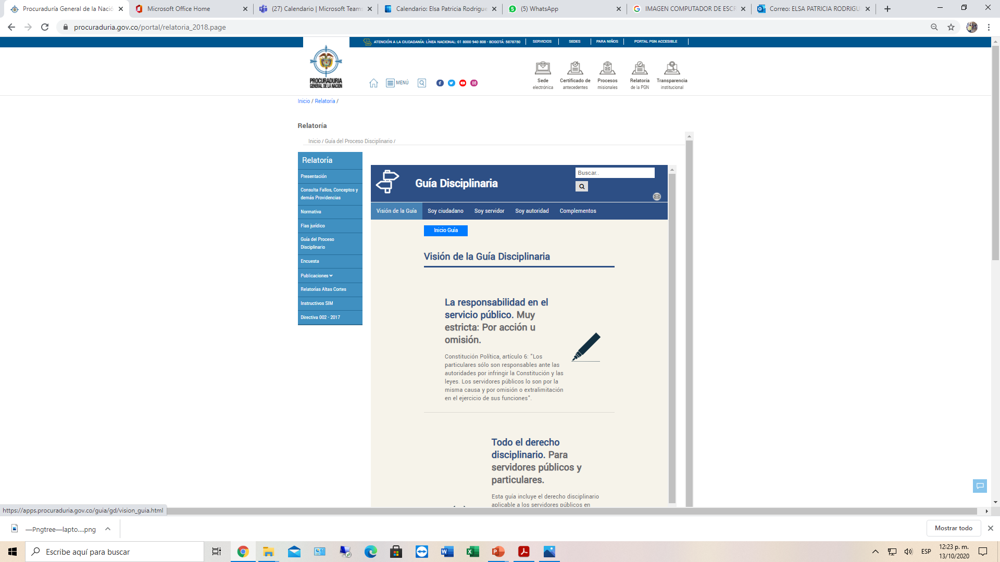 Procuraduría General de la Nació
Microsoft Office Home
(27) Calendario | Microsoft Teams
Calendario: Elsa Patricia Rodrigue
(5) WhatsApp
IMAGEN COMPUTADOR DE ESCR
Correo: ELSA PATRICIA RODRIGU
procuraduria.gov.co/portal/relatoria_2018.page
ATENCIÓN A LA CIUDADANÍA: LÍNEA NACIONAL: 01 8000 940 808 - BOGOTÁ: 5878750
SERVICIOS
SEDES
PARA NIÑOS
PORTAL PGN ACCESIBLE
PROCURADURIA
GENERAL DE LA NACION
MENÚ
Sede
electrónica
Certificado de
antecedentes
Procesos
misionales
Relatoría
de la PGN
Transparencia
institucional
Inicio / Relatoría /
Relatoría
Inicio / Guía del Proceso Disciplinario /
Relatoría
Presentación
Consulta Fallos, Conceptos y
demás Providencias
Normativa
Flas jurídico
Guía del Proceso
Disciplinario
Encuesta
Publicaciones
Relatorías Altas Cortes
Instructivos SIM
Directiva 002 - 2017
Guía Disciplinaria
Buscar..
Visión de la Guía
Soy ciudadano
Soy servidor
Soy autoridad
Complementos
Inicio Guía
Visión de la Guía Disciplinaria
La responsabilidad en el
servicio público. Muy
estricta: Por acción u
omisión.
Constitución Política, artículo 6: "Los
particulares sólo son responsables ante las
autoridades por infringir la Constitución y las
leyes. Los servidores públicos lo son por la
misma causa y por omisión o extralimitación
en el ejercicio de sus funciones".
Todo el derecho
disciplinario. Para
servidores públicos y
particulares.
Esta guía incluye el derecho disciplinario
aplicable a los servidores públicos en
https://apps.procuraduria.gov.co/guia/gd/vision_guia.html
—Pngtree—lapto....png
Mostrar todo
Escribe aquí para buscar
ESP
12:23 p. m.
13/10/2020